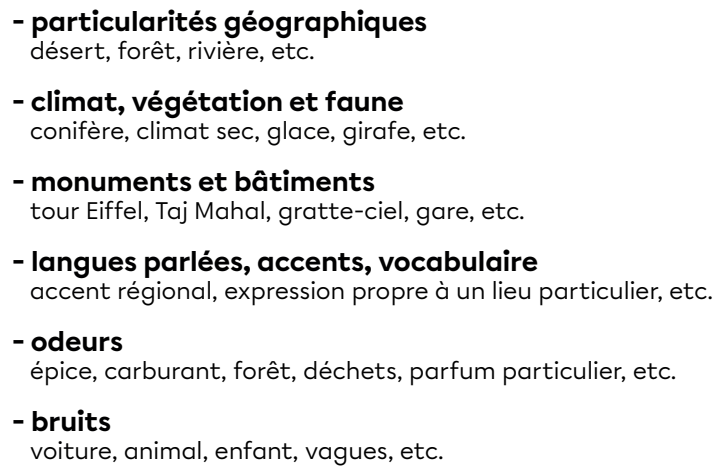 - particularités géographiques
désert, forêt, rivière, etc.
- climat, végétation et faune
conifère, climat sec, glace, girafe, etc.
- monuments et bâtiments
tour Eiffel, Taj Mahal, gratte-ciel, gare, etc.
- langues parlées, accents, vocabulaire
accent régional, expression propre à un lieu particulier, etc.
- odeurs
épice, carburant, forêt, déchets, parfum particulier, etc.
- bruits
voiture, animal, enfant, vagues, etc.